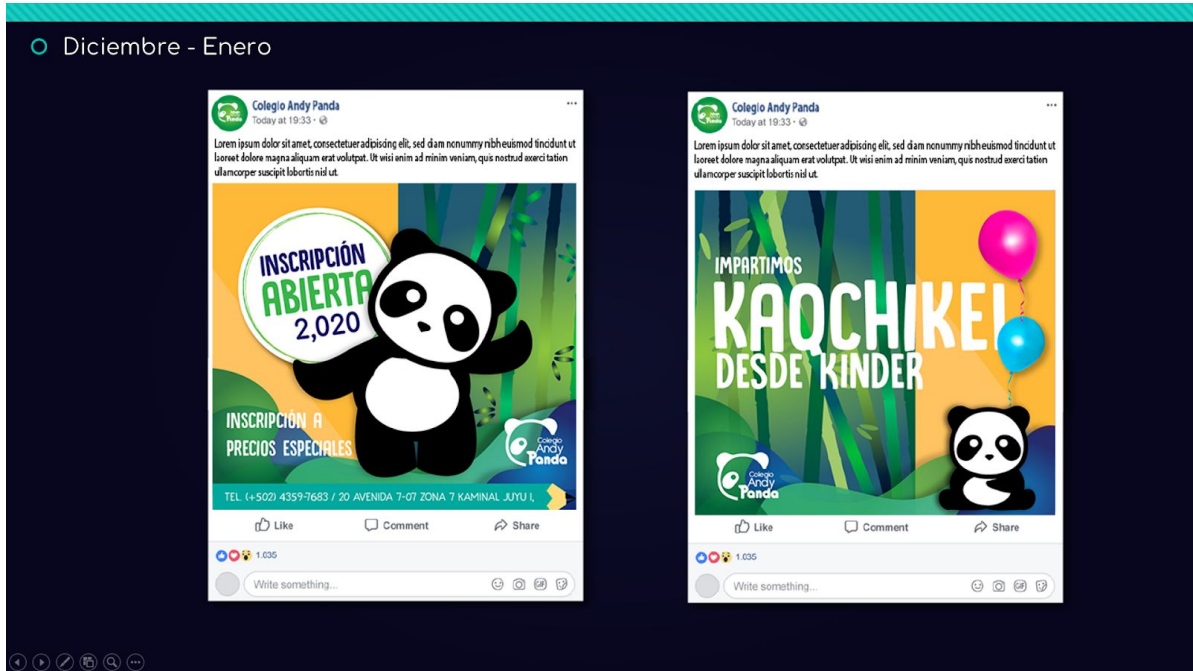 Diciembre - Enero
Colegio Andy Panda
Today at 19:33
Lorem ipsum dolor sit amet, consectetuer adipiscing elit, sed diam nonummy nibh euismod tincidunt ut
laoreet dolore magna aliquam erat volutpat. Ut wisi enim ad minim veniam, quis nostrud exerci tation
ullamcorper suscipit lobortis nisl ut.
INSCRIPCIÓN
ABIERTA
2,020
INSCRIPCIÓN A
PRECIOS ESPECIALES
Colegio
Andy
Panda
TEL. (+502) 4359-7683 / 20 AVENIDA 7-07 ZONA 7 KAMINAL JUYU I,
Like Comment Share
1.035
Write something...
GIF
Colegio Andy Panda
Today at 19:33
Lorem ipsum dolor sit amet, consectetuer adipiscing elit, sed diam nonummy nibh euismod tincidunt ut
laoreet dolore magna aliquam erat volutpat. Ut wisi enim ad minim veniam, quis nostrud exerci tation
ullamcorper suscipit lobortis nisl ut.
IMPARTIMOS
KAQCHIKEL
DESDE KINDER
Colegio
Andy
Panda
Like Comment Share
1.035
Write something...
GIF